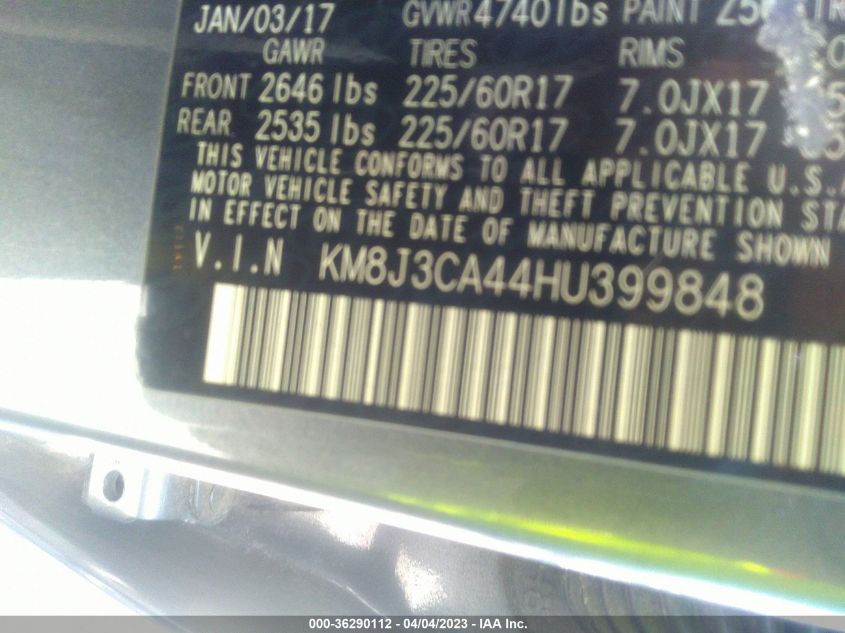 JAN/03/17 GVWR 4740lbs PAINT
GAWR TIRES RIMS
FRONT 2646 lbs 225/60R17 7.0JX17
REAR 2535 lbs 225/60R17 7.0JX17
THIS VEHICLE CONFORMS TO ALL APPLICABLE U.S.
MOTOR VEHICLE SAFETY AND THEFT PREVENTION STA
IN EFFECT ON THE DATE OF MANUFACTURE SHOWN
V.I.N KM8J3CA44HU399848
000-36290112 - 04/04/2023 - IAA Inc.